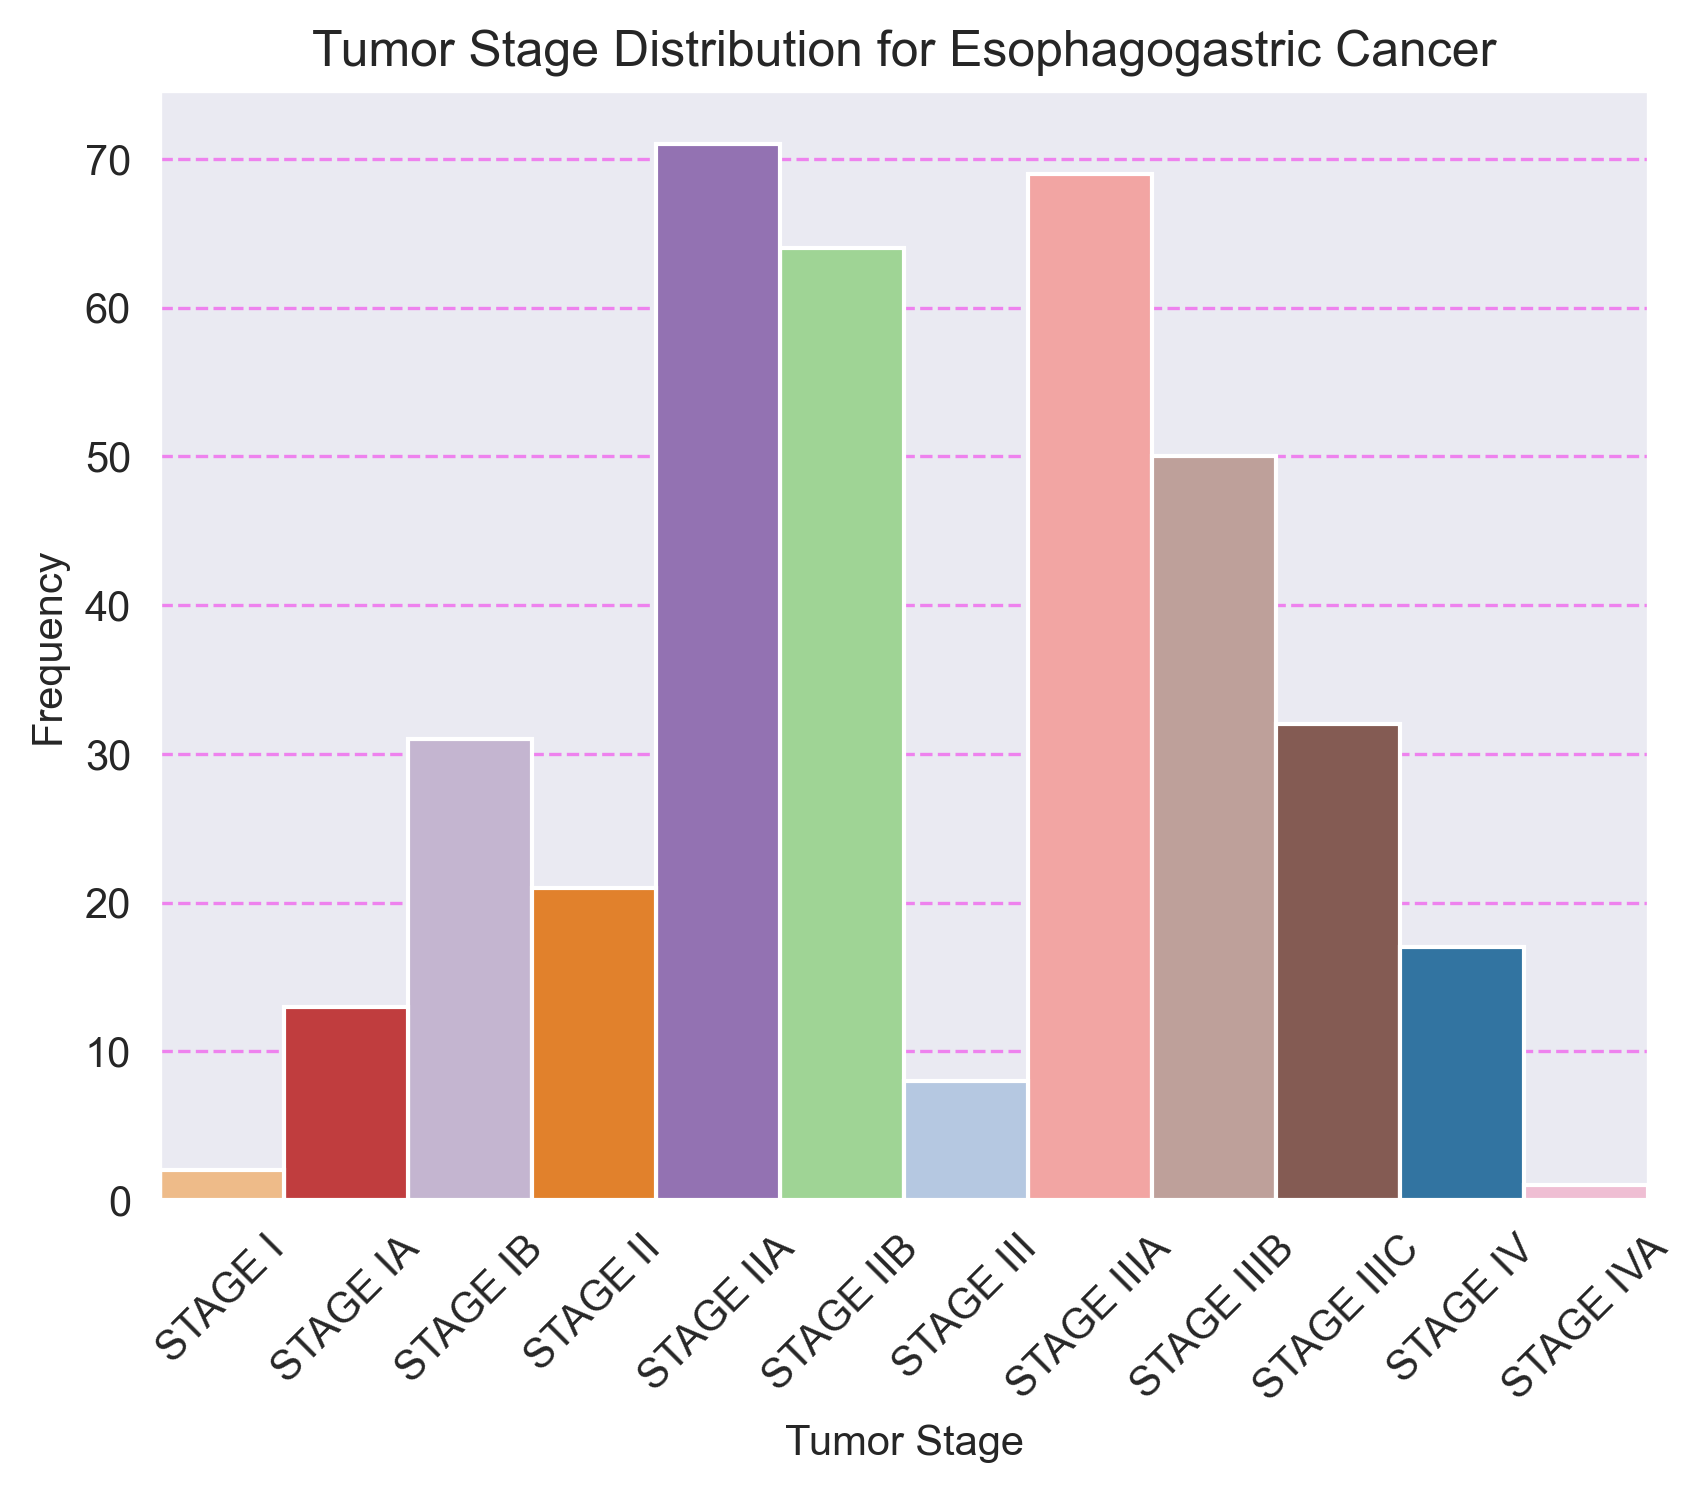 Tumor Stage Distribution for Esophagogastric Cancer
Frequency
70
60
50
40
30
20
10
0
STAGE I
STAGE IA
STAGE IB
STAGE II
STAGE IIA
STAGE IIB
STAGE III
STAGE IIIA
STAGE IIIB
STAGE IIIC
STAGE IV
STAGE IVA
Tumor Stage